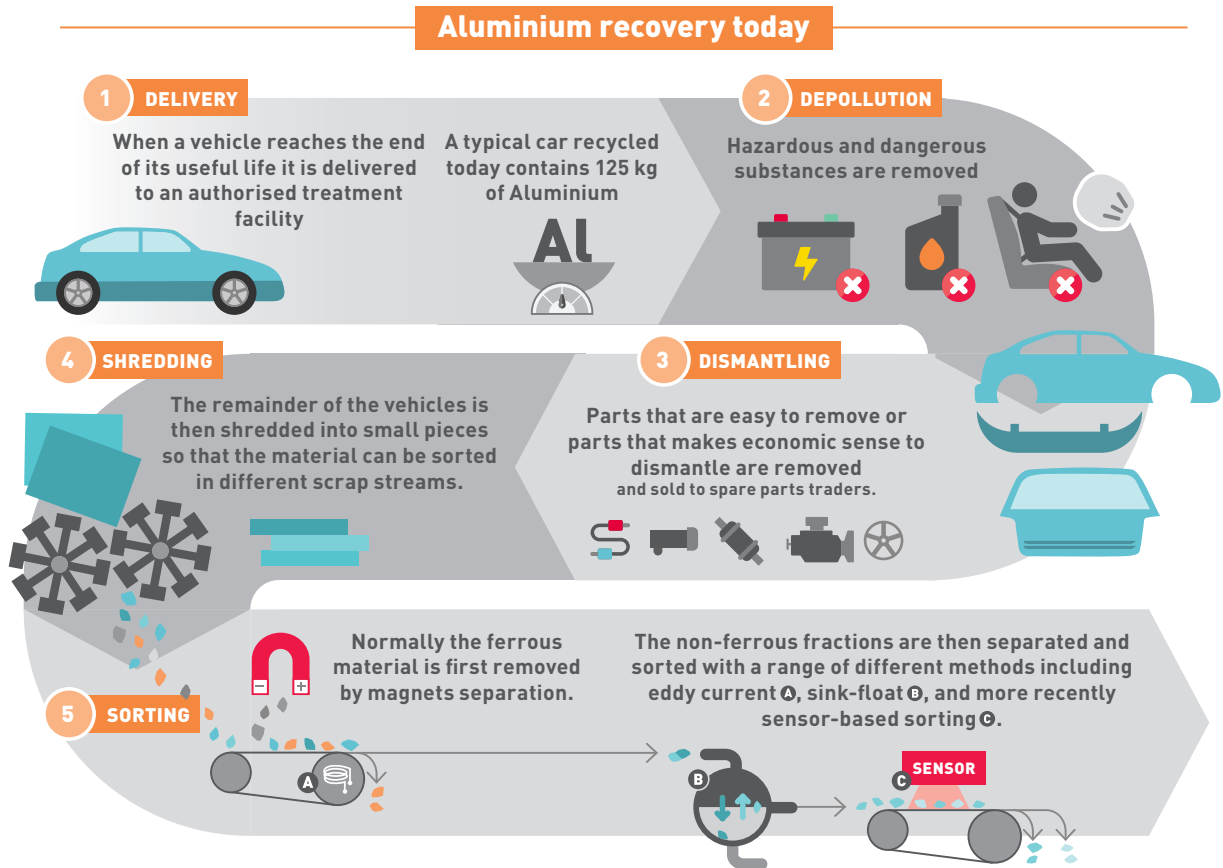 Aluminium recovery today
1 DELIVERY
When a vehicle reaches the end
of its useful life it is delivered
to an authorised treatment
facility
A typical car recycled
today contains 125 kg
of Aluminium
Al
2 DEPOLLUTION
Hazardous and dangerous
substances are removed
3 DISMANTLING
Parts that are easy to remove or
parts that makes economic sense to
dismantle are removed
and sold to spare parts traders.
4 SHREDDING
The remainder of the vehicles is
then shredded into small pieces
so that the material can be sorted
in different scrap streams.
5 SORTING
Normally the ferrous
material is first removed
by magnets separation.
− +
A
The non-ferrous fractions are then separated and
sorted with a range of different methods including
eddy current A, sink-float B, and more recently
sensor-based sorting C.
B
C
SENSOR